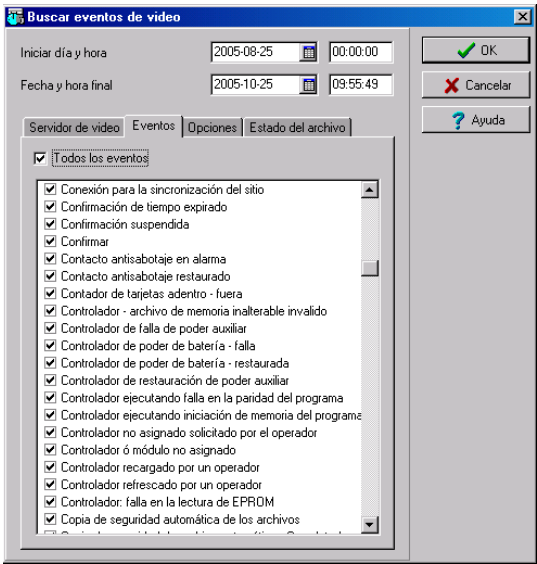 Buscar eventos de video
Iniciar día y hora 2005-08-25 00:00:00
OK
Fecha y hora final 2005-10-25 09:55:49
Cancelar
Ayuda
Servidor de video Eventos Opciones Estado del archivo
Todos los eventos
Conexión para la sincronización del sitio
Confirmación de tiempo expirado
Confirmación suspendida
Confirmar
Contacto antisabotaje en alarma
Contacto antisabotaje restaurado
Contador de tarjetas adentro - fuera
Controlador - archivo de memoria inalterable invalido
Controlador de falla de poder auxiliar
Controlador de poder de batería - falla
Controlador de poder de batería - restaurada
Controlador de restauración de poder auxiliar
Controlador ejecutando falla en la paridad del programa
Controlador ejecutando iniciación de memoria del programa
Controlador no asignado solicitado por el operador
Controlador ó módulo no asignado
Controlador recargado por un operador
Controlador refrescado por un operador
Controlador: falla en la lectura de EPROM
Copia de seguridad automática de los archivos